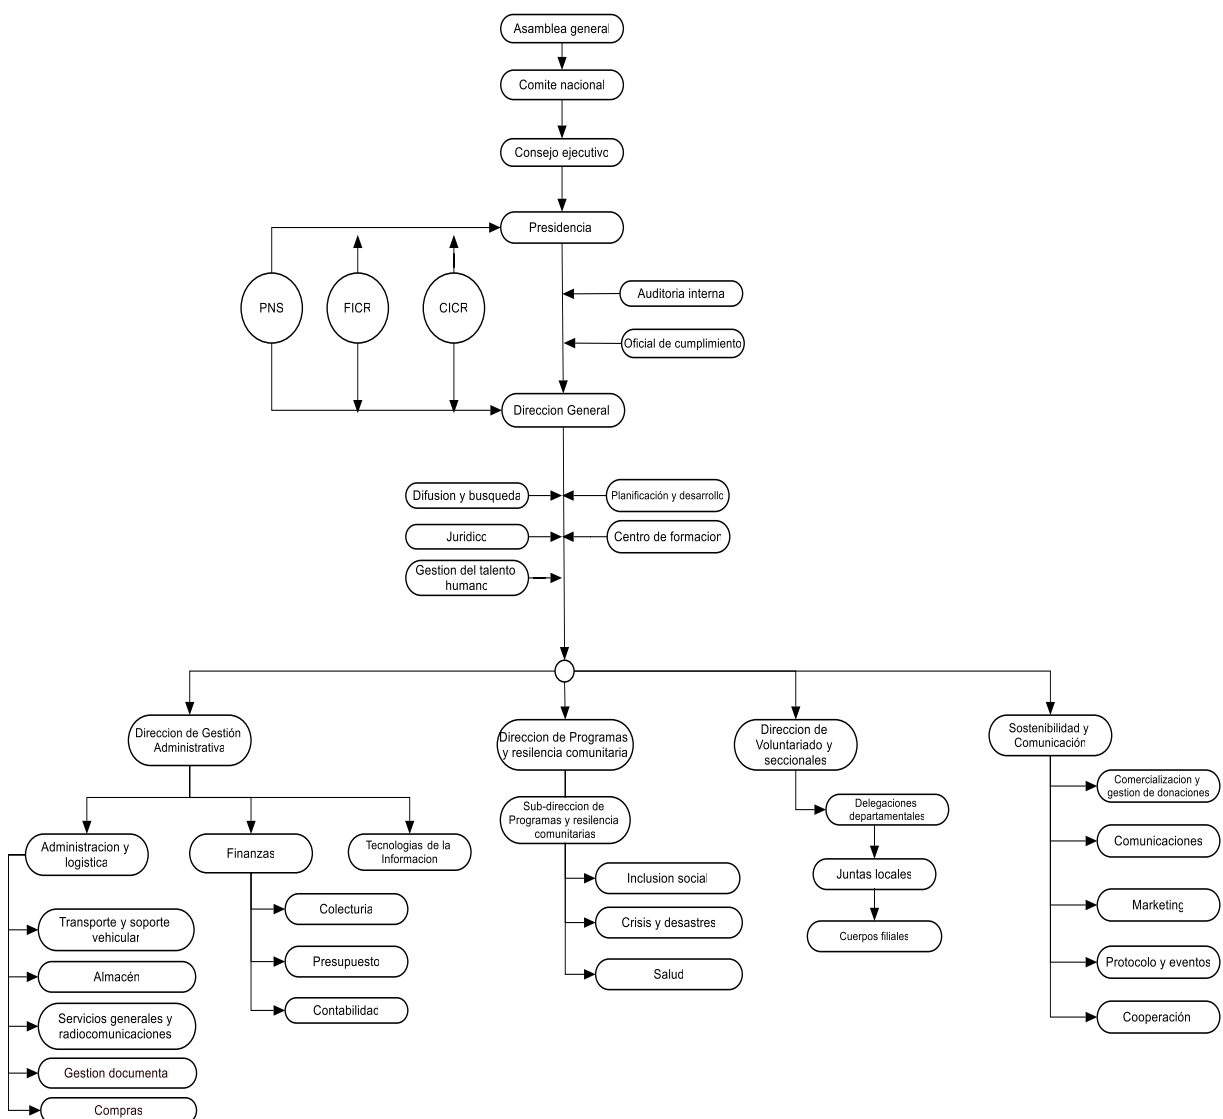 Asamblea general
Comite nacional
Consejo ejecutivo
Presidencia
PNS
FICR
CICR
Auditoria interna
Oficial de cumplimiento
Direccion General
Difusion y busqueda
Planificación y desarrollo
Juridico
Centro de formacion
Gestion del talento
humano
Direccion de Gestión
Administrativa
Direccion de Programas
y resilencia comunitaria
Direccion de
Voluntariado y
seccionales
Sostenibilidad y
Comunicación
Administracion y
logistica
Finanzas
Tecnologias de la
Informacion
Transporte y soporte
vehicular
Almacén
Servicios generales y
radiocomunicaciones
Gestion documental
Compras
Colecturia
Presupuesto
Contabilidad
Sub-direccion de
Programas y resilencia
comunitarias
Inclusion social
Crisis y desastres
Salud
Delegaciones
departamentales
Juntas locales
Cuerpos filiales
Comercializacion y
gestion de donaciones
Comunicaciones
Marketing
Protocolo y eventos
Cooperación